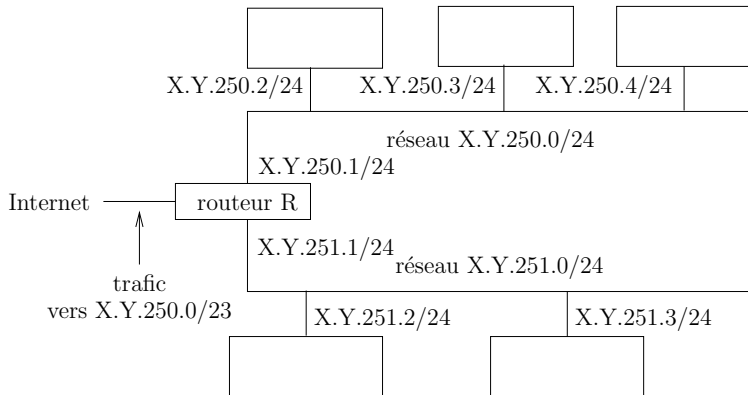 X.Y.250.2/24
X.Y.250.3/24
X.Y.250.4/24
réseau X.Y.250.0/24
X.Y.250.1/24
Internet
routeur R
X.Y.251.1/24
réseau X.Y.251.0/24
trafic
vers X.Y.250.0/23
X.Y.251.2/24
X.Y.251.3/24